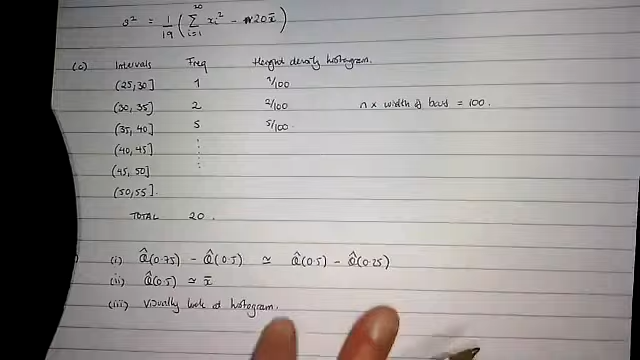 s² = 1/19 ( 20 Σ i=1 xᵢ² - 20x̄ )
(c) Intervals Freq Height density histogram.
(25, 30] 1 1/100
(30, 35] 2 2/100 n x width of bars = 100.
(35, 40] 5 5/100
(40, 45] ⋮
(45, 50] ⋮
(50, 55].
TOTAL 20.
(i) Q̂(0.75) - Q̂(0.5) ≃ Q̂(0.5) - Q̂(0.25)
(ii) Q̂(0.5) ≃ x̄
(iii) Visually look at histogram.